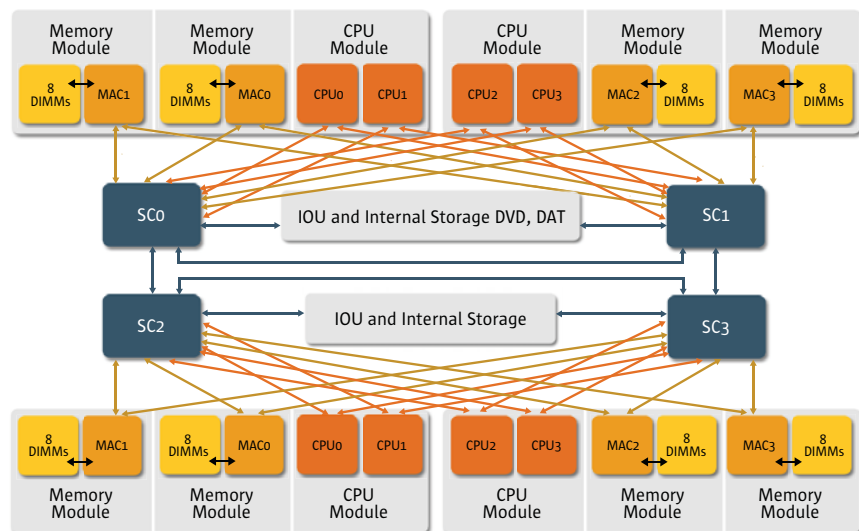 Memory
Module
Memory
Module
CPU
Module
CPU
Module
Memory
Module
Memory
Module
8
DIMMs
MAC1
8
DIMMs
MAC0
CPU0
CPU1
CPU2
CPU3
MAC2
8
DIMMs
MAC3
8
DIMMs
SC0
IOU and Internal Storage DVD, DAT
SC1
SC2
IOU and Internal Storage
SC3
8
DIMMs
MAC1
8
DIMMs
MAC0
CPU0
CPU1
CPU2
CPU3
MAC2
8
DIMMs
MAC3
8
DIMMs
Memory
Module
Memory
Module
CPU
Module
CPU
Module
Memory
Module
Memory
Module